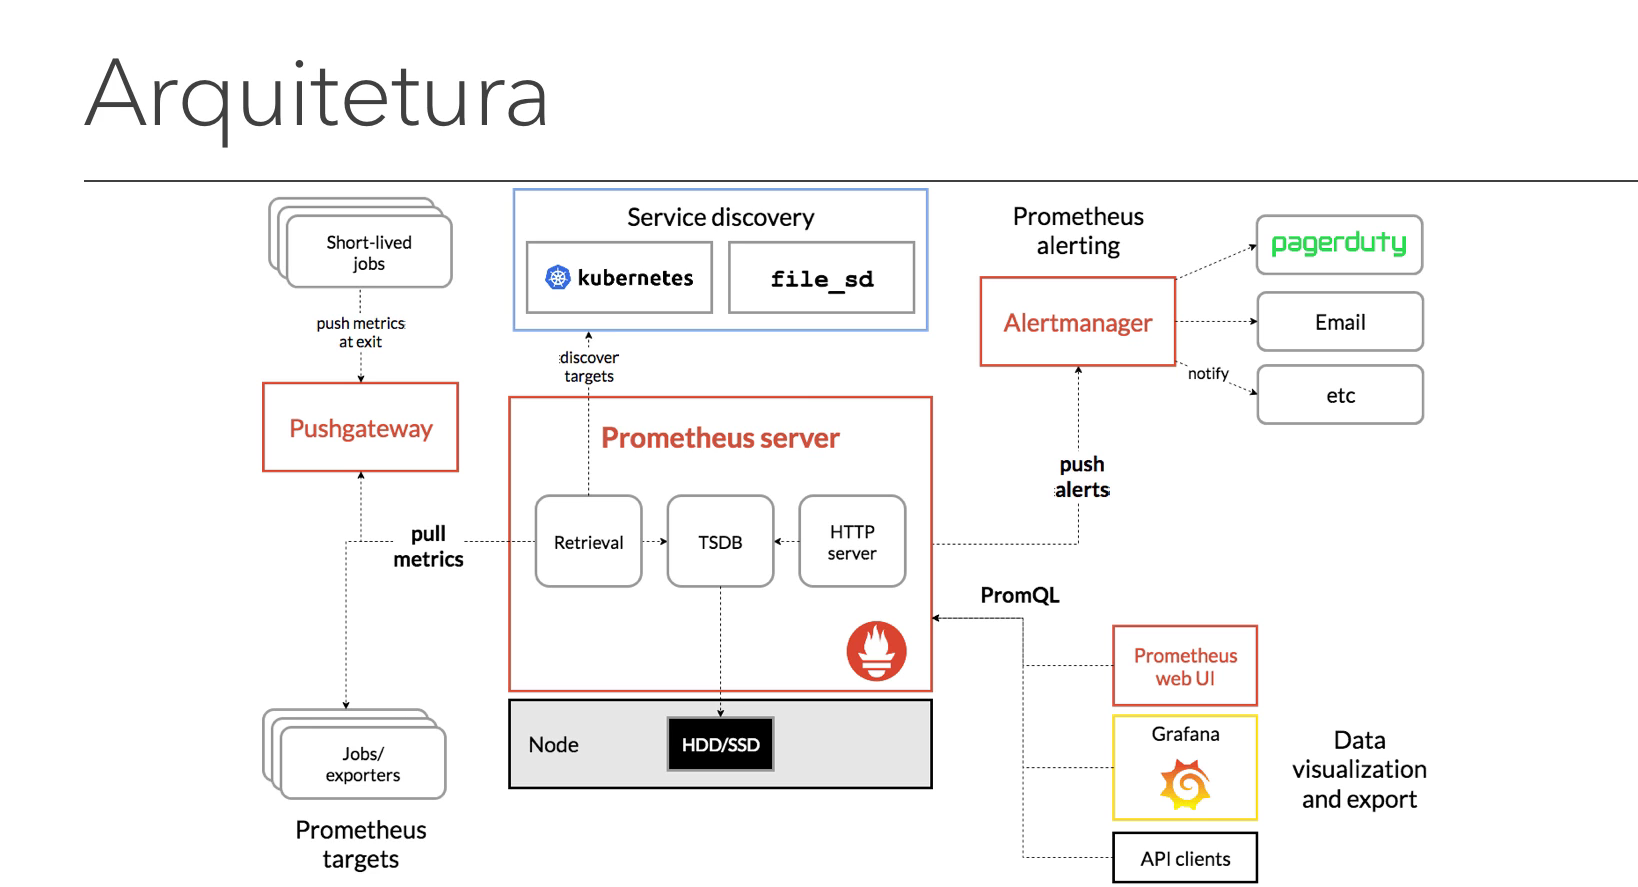 Arquitetura
Short-lived
jobs
push metrics
at exit
Pushgateway
pull
metrics
Jobs/
exporters
Prometheus
targets
Service discovery
kubernetes
file_sd
discover
targets
Prometheus server
Retrieval
TSDB
HTTP
server
Node
HDD/SSD
Prometheus
alerting
Alertmanager
pagerduty
Email
etc
notify
push
alerts
PromQL
Prometheus
web UI
Grafana
API clients
Data
visualization
and export